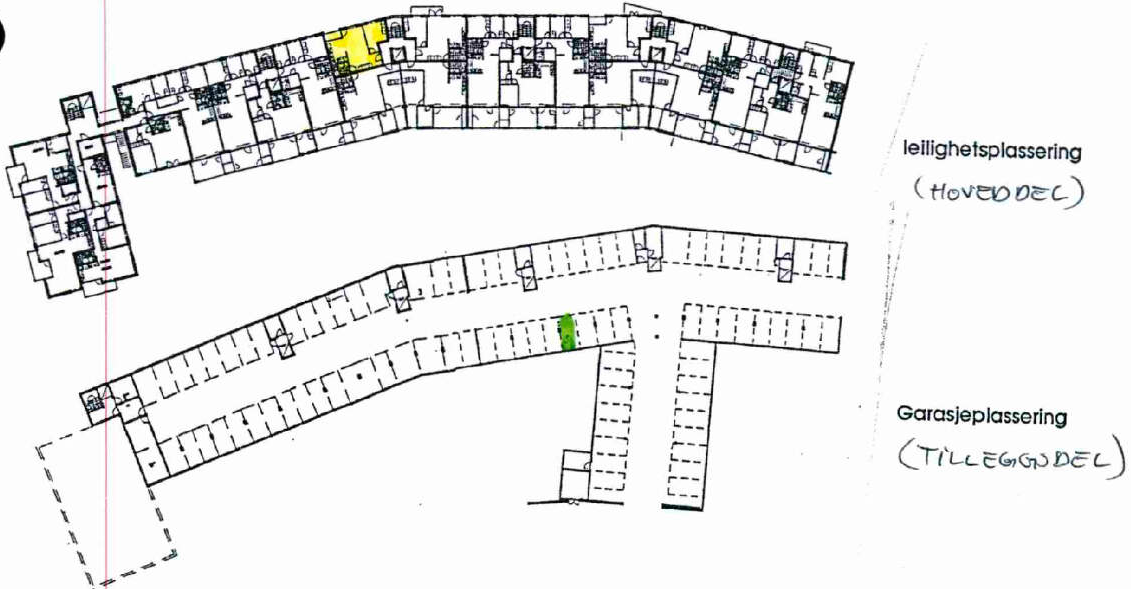 leilighetsplassering
(HOVEDDEL)
Garasjeplassering
(TILLEGGSDEL)